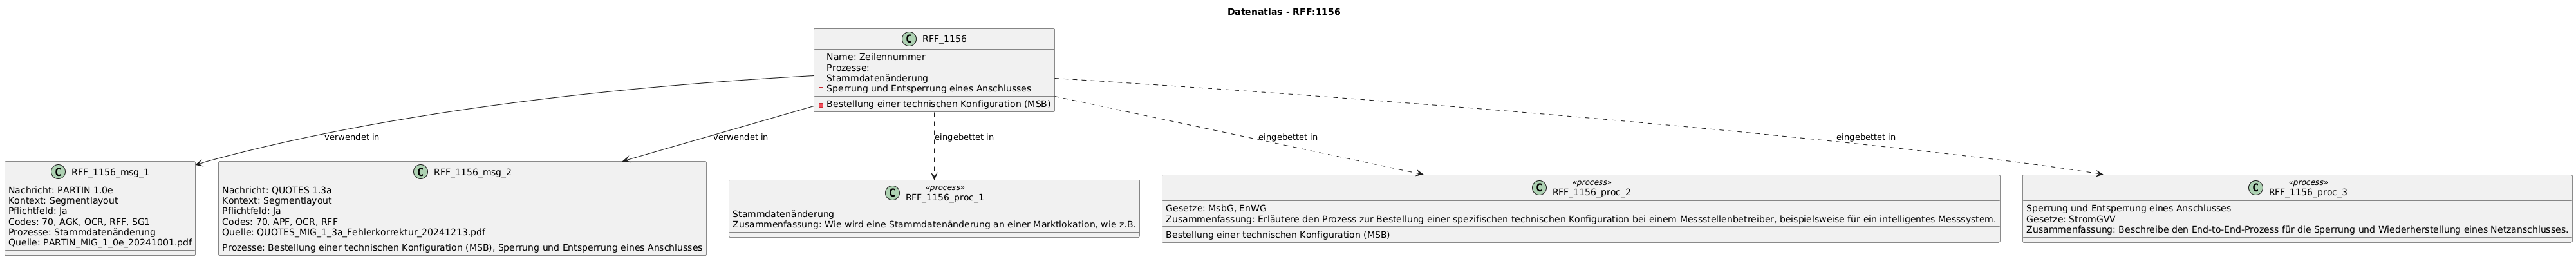 Datenatlas - RFF:1156
C RFF_1156
Name: Zeilennummer
Prozesse:
Stammdatenänderung
Sperrung und Entsperrung eines Anschlusses
Bestellung einer technischen Konfiguration (MSB)
verwendet in
verwendet in
eingebettet in
eingebettet in
eingebettet in
C RFF_1156_msg_1
Nachricht: PARTIN 1.0e
Kontext: Segmentlayout
Pflichtfeld: Ja
Codes: 70, AGK, OCR, RFF, SG1
Prozesse: Stammdatenänderung
Quelle: PARTIN_MIG_1_0e_20241001.pdf
C RFF_1156_msg_2
Nachricht: QUOTES 1.3a
Kontext: Segmentlayout
Pflichtfeld: Ja
Codes: 70, APF, OCR, RFF
Quelle: QUOTES_MIG_1_3a_Fehlerkorrektur_20241213.pdf
Prozesse: Bestellung einer technischen Konfiguration (MSB), Sperrung und Entsperrung eines Anschlusses
«process»
C RFF_1156_proc_1
Stammdatenänderung
Zusammenfassung: Wie wird eine Stammdatenänderung an einer Marktlokation, wie z.B.
«process»
C RFF_1156_proc_2
Gesetze: MsbG, EnWG
Zusammenfassung: Erläutere den Prozess zur Bestellung einer spezifischen technischen Konfiguration bei einem Messstellenbetreiber, beispielsweise für ein intelligentes Messsystem.
Bestellung einer technischen Konfiguration (MSB)
«process»
C RFF_1156_proc_3
Sperrung und Entsperrung eines Anschlusses
Gesetze: StromGVV
Zusammenfassung: Beschreibe den End-to-End-Prozess für die Sperrung und Wiederherstellung eines Netzanschlusses.